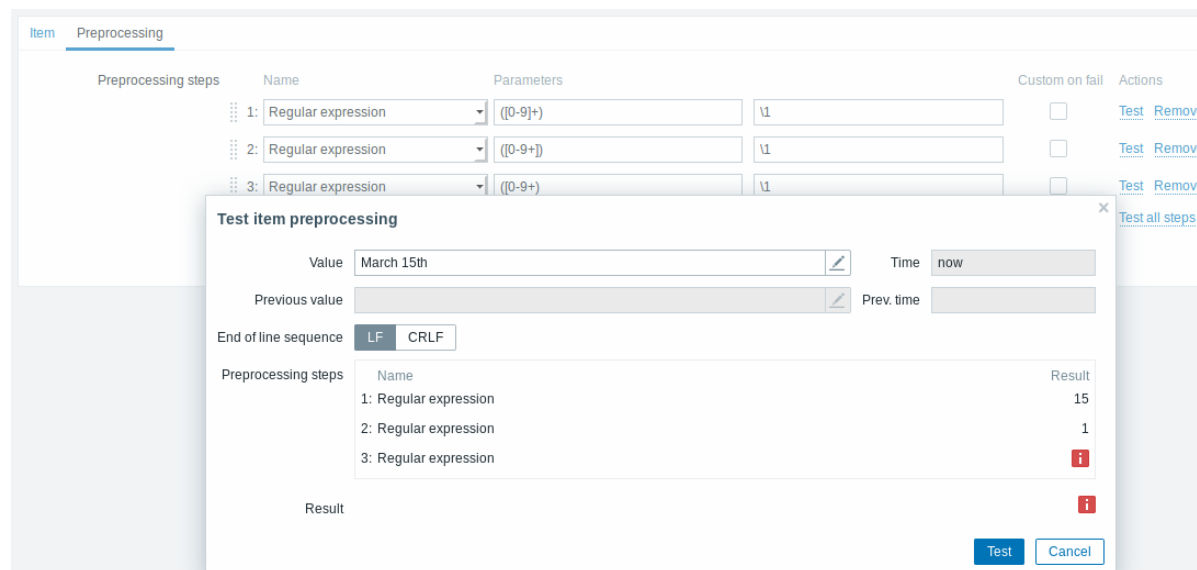 Item Preprocessing
Preprocessing steps Name Parameters Custom on fail Actions
1: Regular expression ([0-9]+) \1 Test Remov
2: Regular expression ([0-9+]) \1 Test Remov
3: Regular expression ([0-9+) \1 Test Remov
Test item preprocessing ×
Test all steps
Value March 15th Time now
Previous value Prev. time
End of line sequence LF CRLF
Preprocessing steps Name Result
1: Regular expression 15
2: Regular expression 1
3: Regular expression i
Result i
Test Cancel